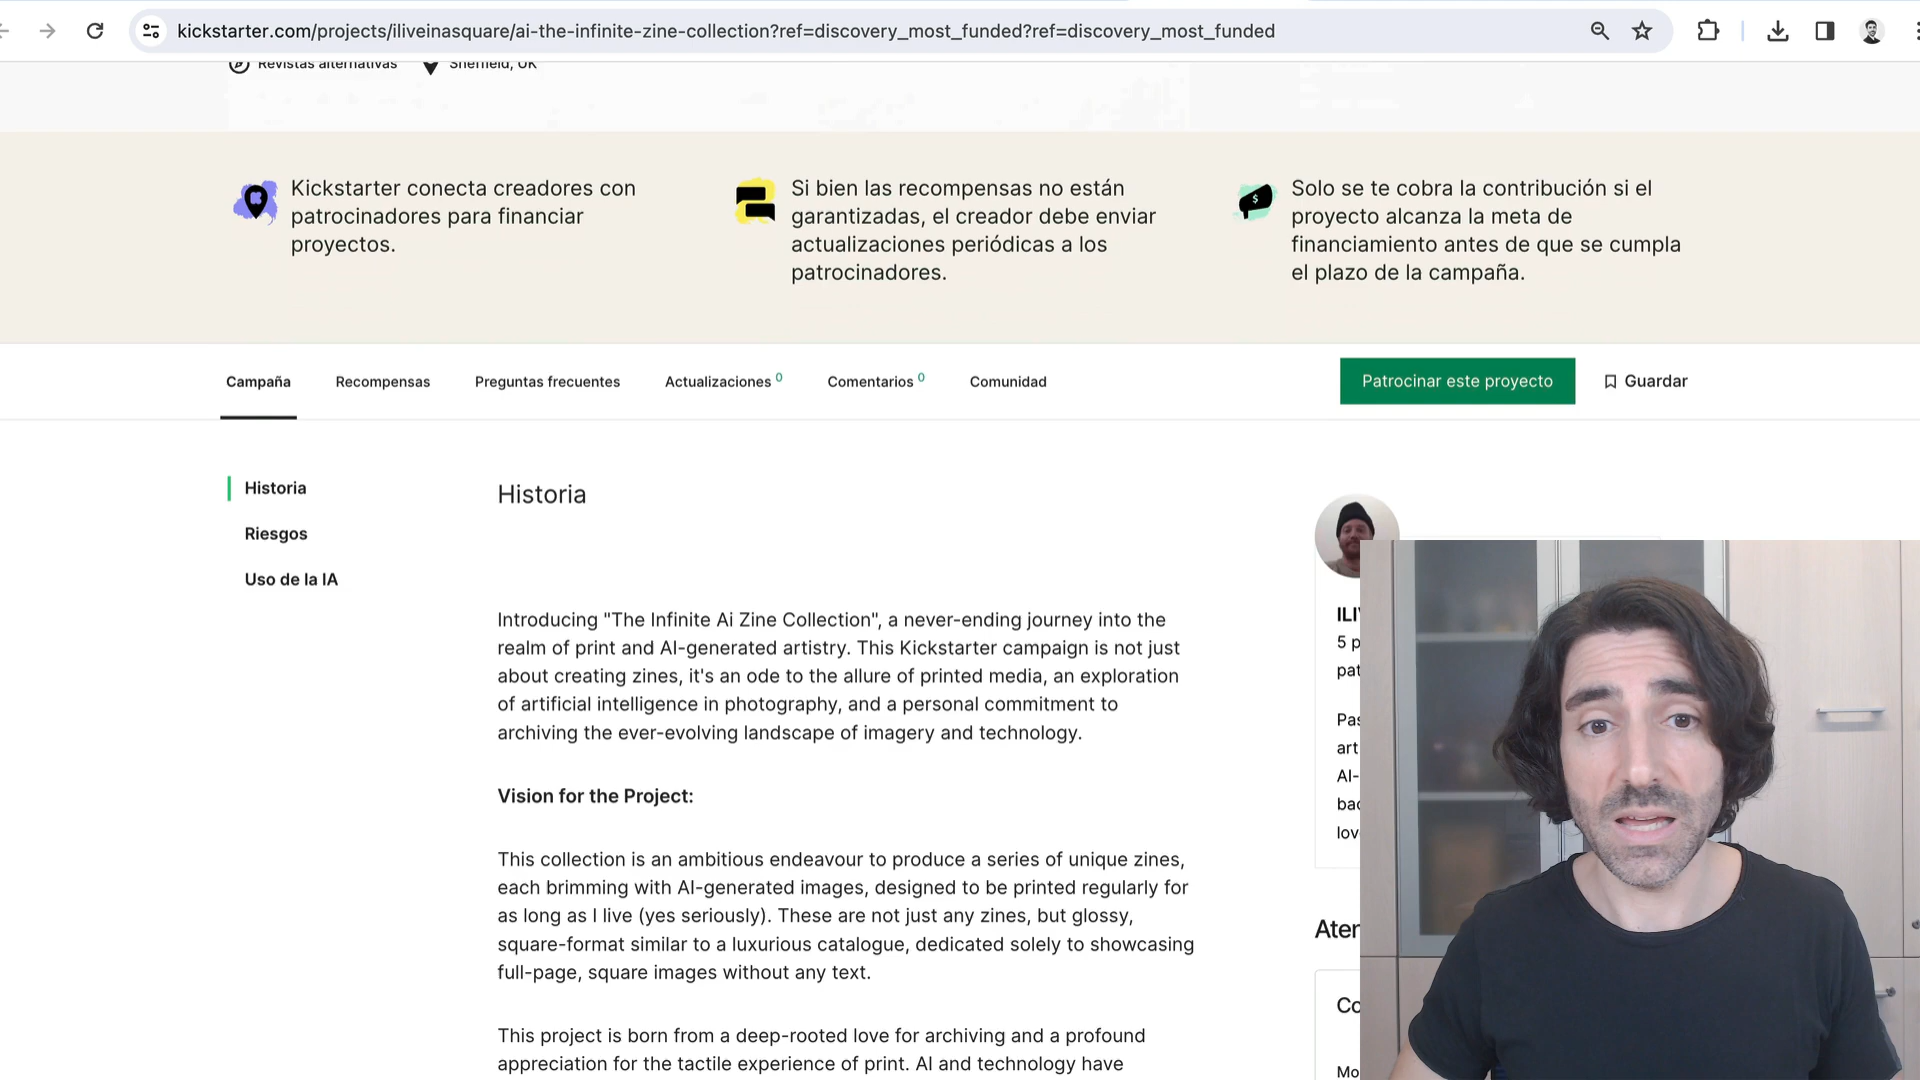 kickstarter.com/projects/iliveinasquare/ai-the-infinite-zine-collection?ref=discovery_most_funded?ref=discovery_most_funded
Revistas alternativas Sheffield, UK
Kickstarter conecta creadores con
patrocinadores para financiar
proyectos.
Si bien las recompensas no están
garantizadas, el creador debe enviar
actualizaciones periódicas a los
patrocinadores.
Solo se te cobra la contribución si el
proyecto alcanza la meta de
financiamiento antes de que se cumpla
el plazo de la campaña.
Campaña Recompensas Preguntas frecuentes Actualizaciones 0 Comentarios 0 Comunidad Patrocinar este proyecto Guardar
Historia
Riesgos
Uso de la IA
Historia
Introducing "The Infinite Ai Zine Collection", a never-ending journey into the
realm of print and AI-generated artistry. This Kickstarter campaign is not just
about creating zines, it's an ode to the allure of printed media, an exploration
of artificial intelligence in photography, and a personal commitment to
archiving the ever-evolving landscape of imagery and technology.
Vision for the Project:
This collection is an ambitious endeavour to produce a series of unique zines,
each brimming with AI-generated images, designed to be printed regularly for
as long as I live (yes seriously). These are not just any zines, but glossy,
square-format similar to a luxurious catalogue, dedicated solely to showcasing
full-page, square images without any text.
This project is born from a deep-rooted love for archiving and a profound
appreciation for the tactile experience of print. AI and technology have
5 p
pat
Pas
art
AI-
bac
lov
Ater
Co
Mo